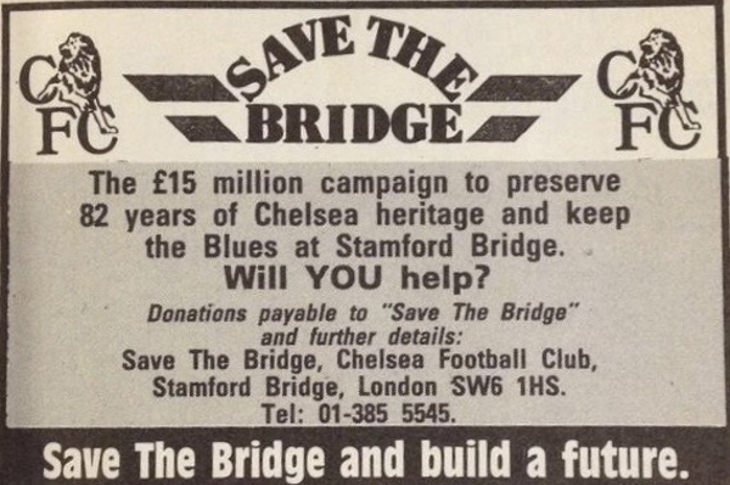 CFC
SAVE THE
BRIDGE
CFC
The £15 million campaign to preserve
82 years of Chelsea heritage and keep
the Blues at Stamford Bridge.
Will YOU help?
Donations payable to "Save The Bridge"
and further details:
Save The Bridge, Chelsea Football Club,
Stamford Bridge, London SW6 1HS.
Tel: 01-385 5545.
Save The Bridge and build a future.